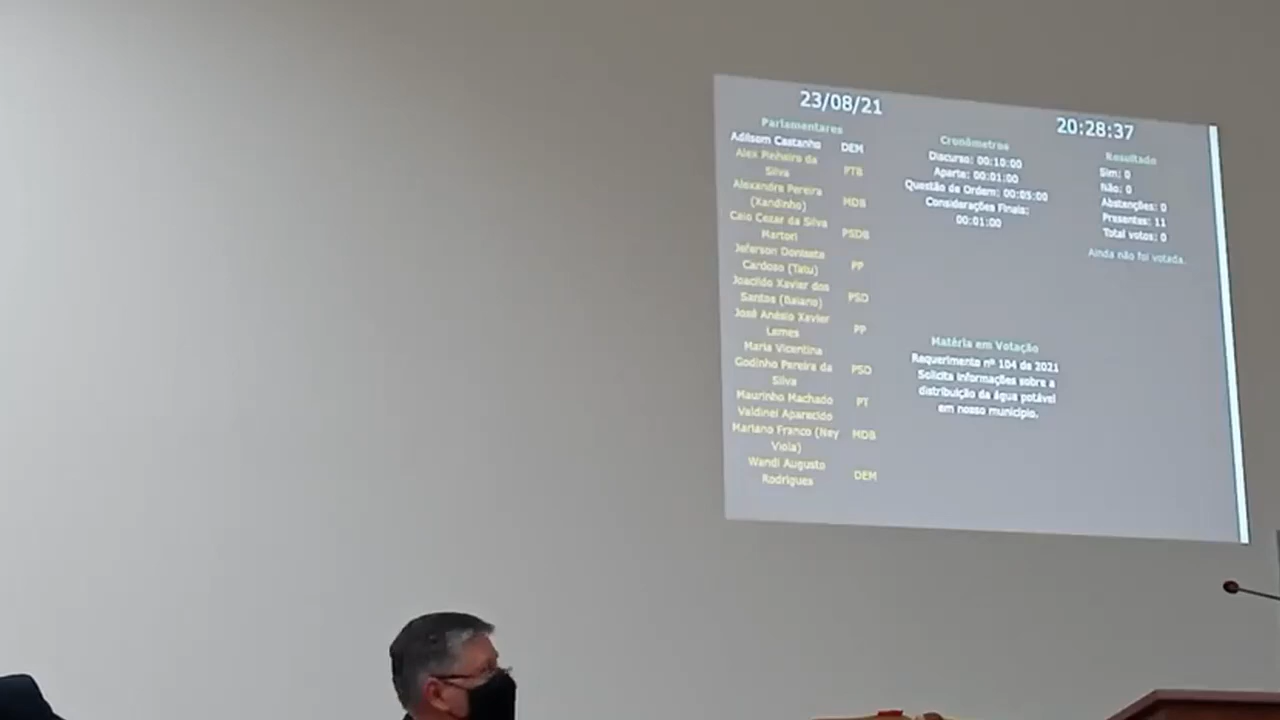 23/08/21
20:28:37
Parlamentares
Adilsom Castanho DEM
Alex Pinheiro da
Silva
PTB
Alexandre Pereira
(Xandinho)
MDB
Caio Cezar da Silva
Martori
PSDB
Jeferson Donisete
Cardoso (Tatu)
PP
Joacildo Xavier dos
Santos (Baiano)
PSD
José Anésio Xavier
Lemes
PP
Maria Vicentina
Godinho Pereira da
Silva
PSD
Maurinho Machado PT
Valdinei Aparecido
Mariano Franco (Ney
Viola)
MDB
Wandi Augusto
Rodrigues
DEM
Cronômetros
Discurso: 00:10:00
Aparte: 00:01:00
Questão de Ordem: 00:05:00
Considerações Finais:
00:01:00
Matéria em Votação
Requerimento nº 104 de 2021
Solicita informações sobre a
distribuição da água potável
em nosso município.
Resultado
Sim: 0
Não: 0
Abstenções: 0
Presentes: 11
Total votos: 0
Ainda não foi votada.